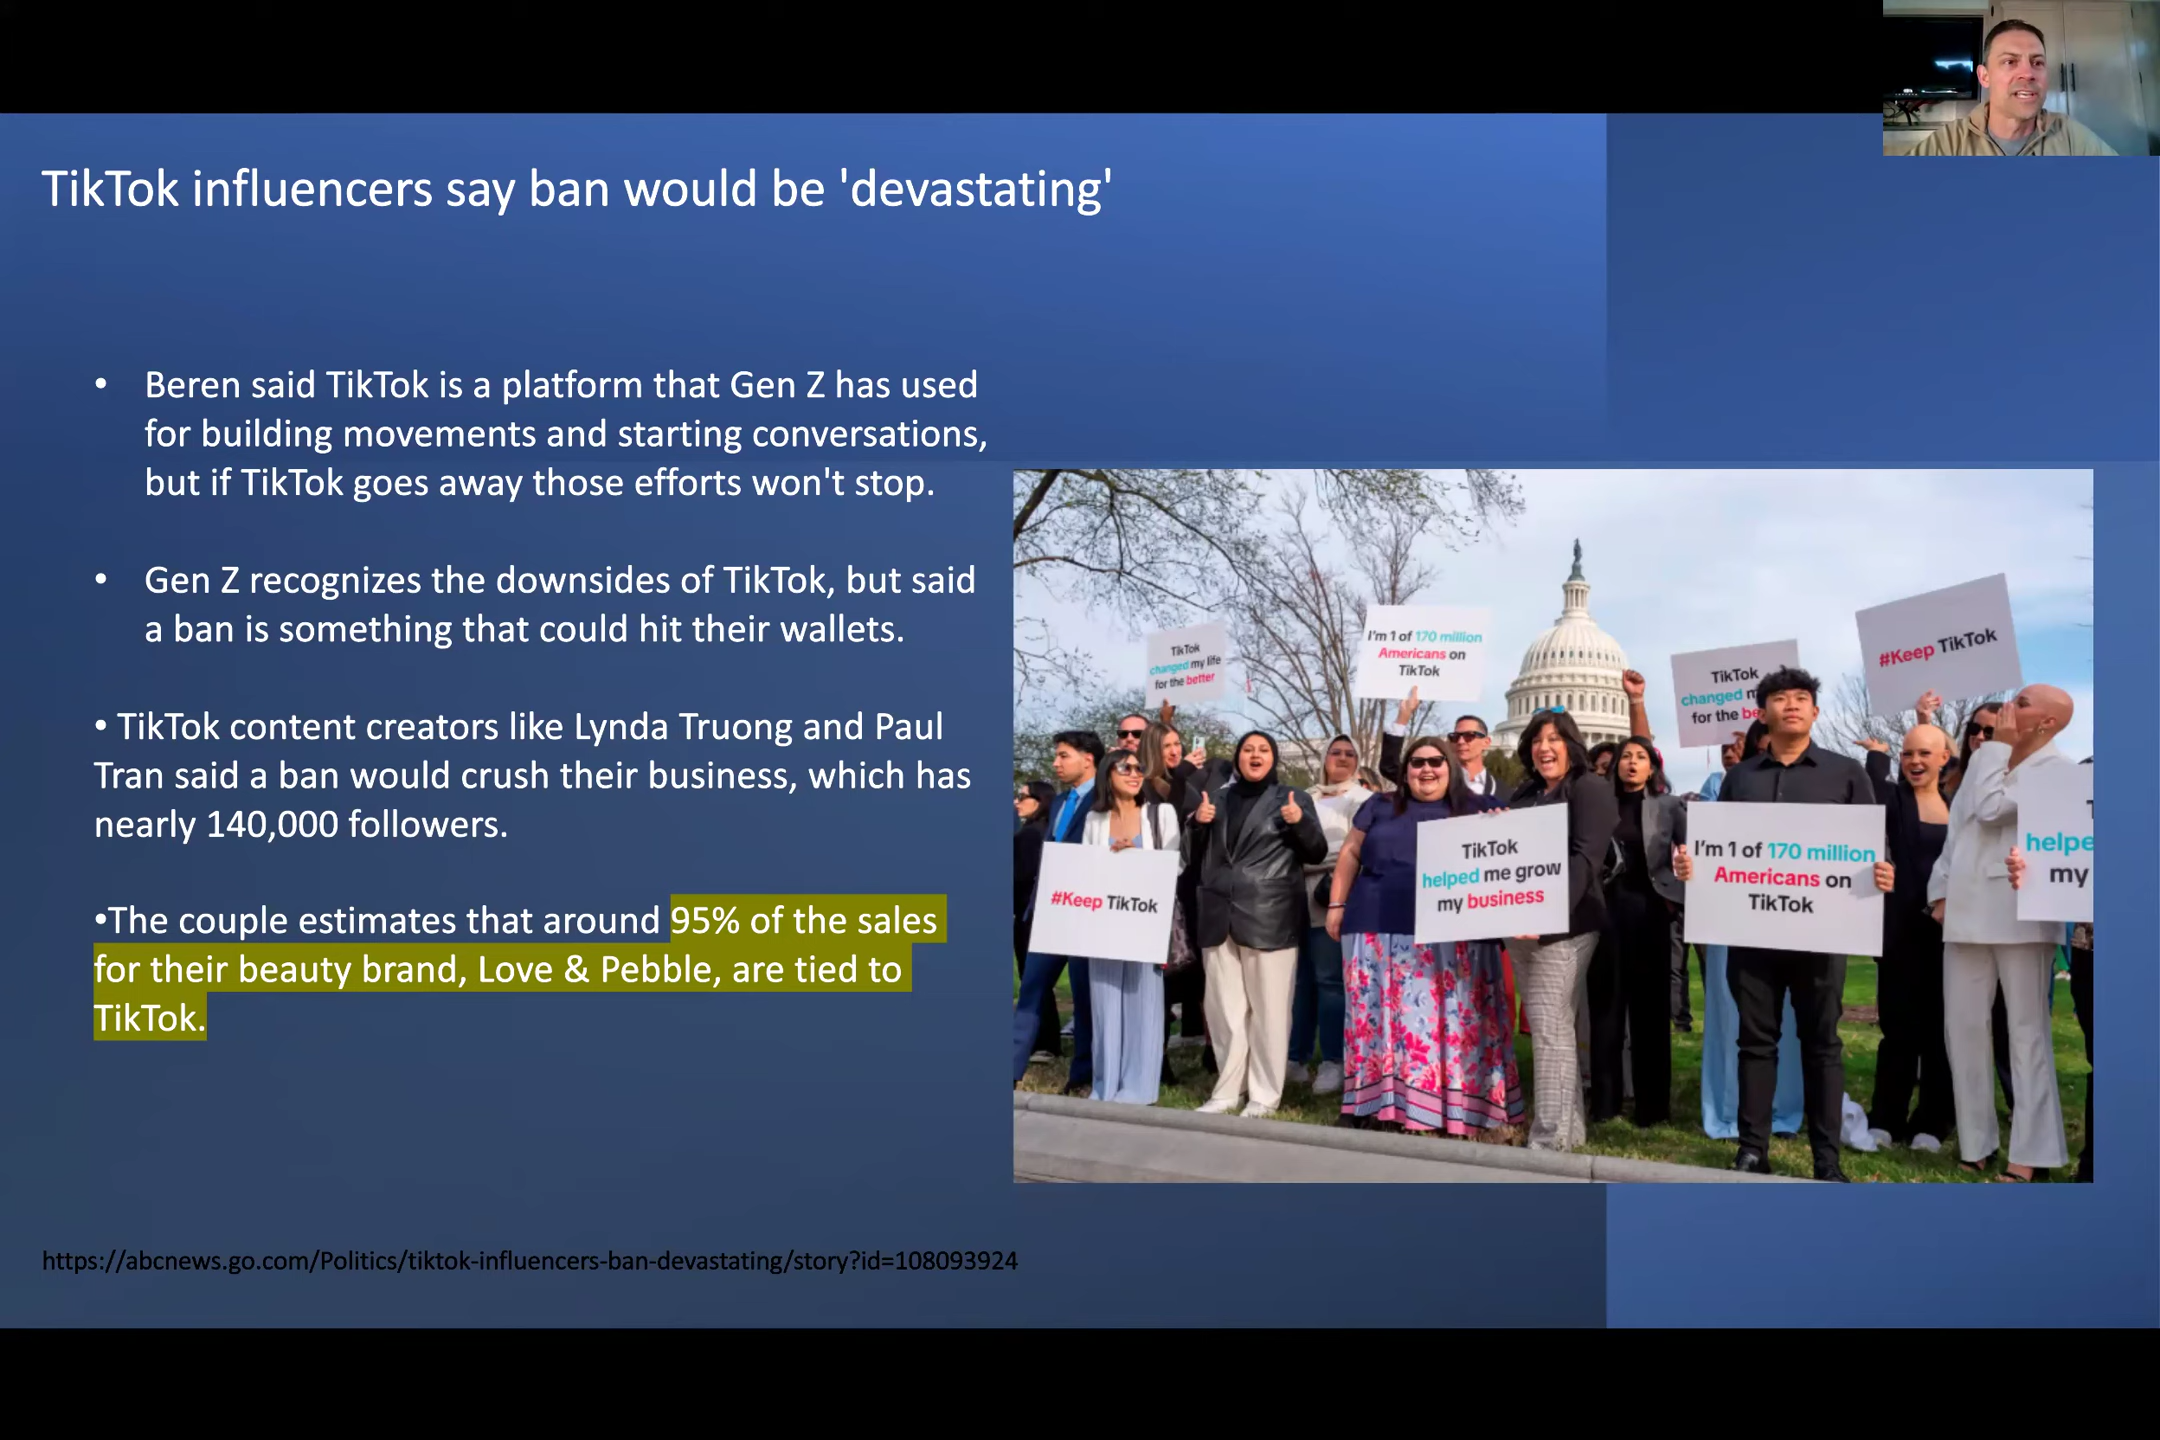 TikTok influencers say ban would be 'devastating'
• Beren said TikTok is a platform that Gen Z has used
for building movements and starting conversations,
but if TikTok goes away those efforts won't stop.
• Gen Z recognizes the downsides of TikTok, but said
a ban is something that could hit their wallets.
• TikTok content creators like Lynda Truong and Paul
Tran said a ban would crush their business, which has
nearly 140,000 followers.
•The couple estimates that around 95% of the sales
for their beauty brand, Love & Pebble, are tied to
TikTok.
https://abcnews.go.com/Politics/tiktok-influencers-ban-devastating/story?id=108093924
TikTok
changed my life
for the better
I'm 1 of 170 million
Americans on
TikTok
TikTok
changed
for the
#Keep TikTok
#Keep TikTok
TikTok
helped me grow
my business
I'm 1 of 170 million
Americans on
TikTok
helpe
my